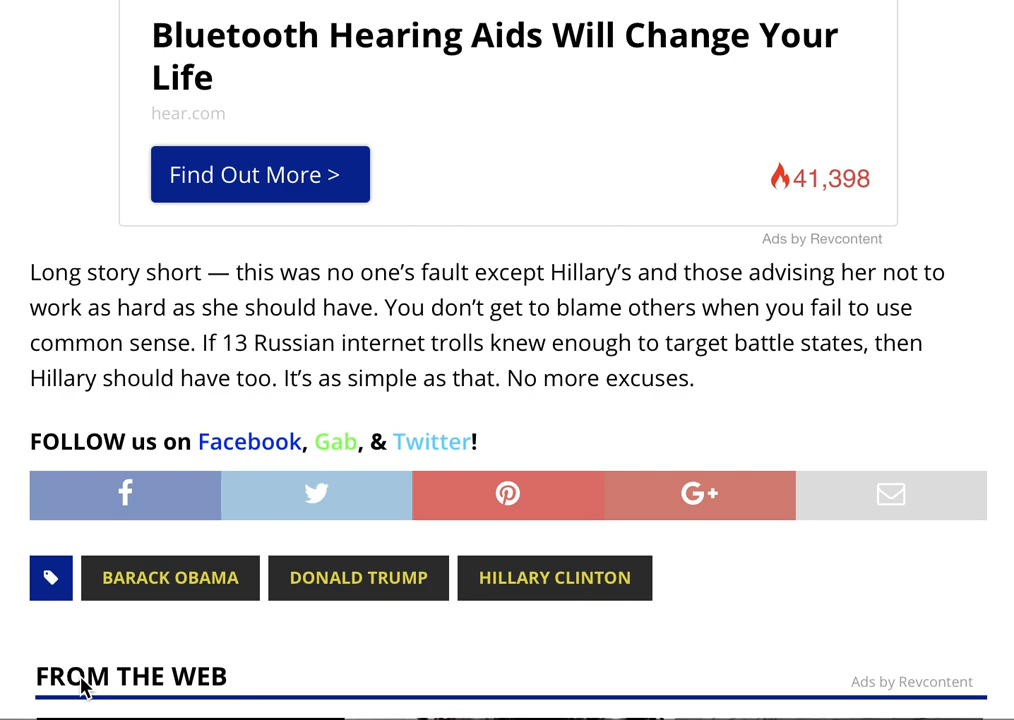 Bluetooth Hearing Aids Will Change Your
Life
hear.com
Find Out More >
41,398
Ads by Revcontent
Long story short — this was no one’s fault except Hillary’s and those advising her not to
work as hard as she should have. You don’t get to blame others when you fail to use
common sense. If 13 Russian internet trolls knew enough to target battle states, then
Hillary should have too. It’s as simple as that. No more excuses.
FOLLOW us on Facebook, Gab, & Twitter!
f G+
BARACK OBAMA DONALD TRUMP HILLARY CLINTON
FROM THE WEB
Ads by Revcontent